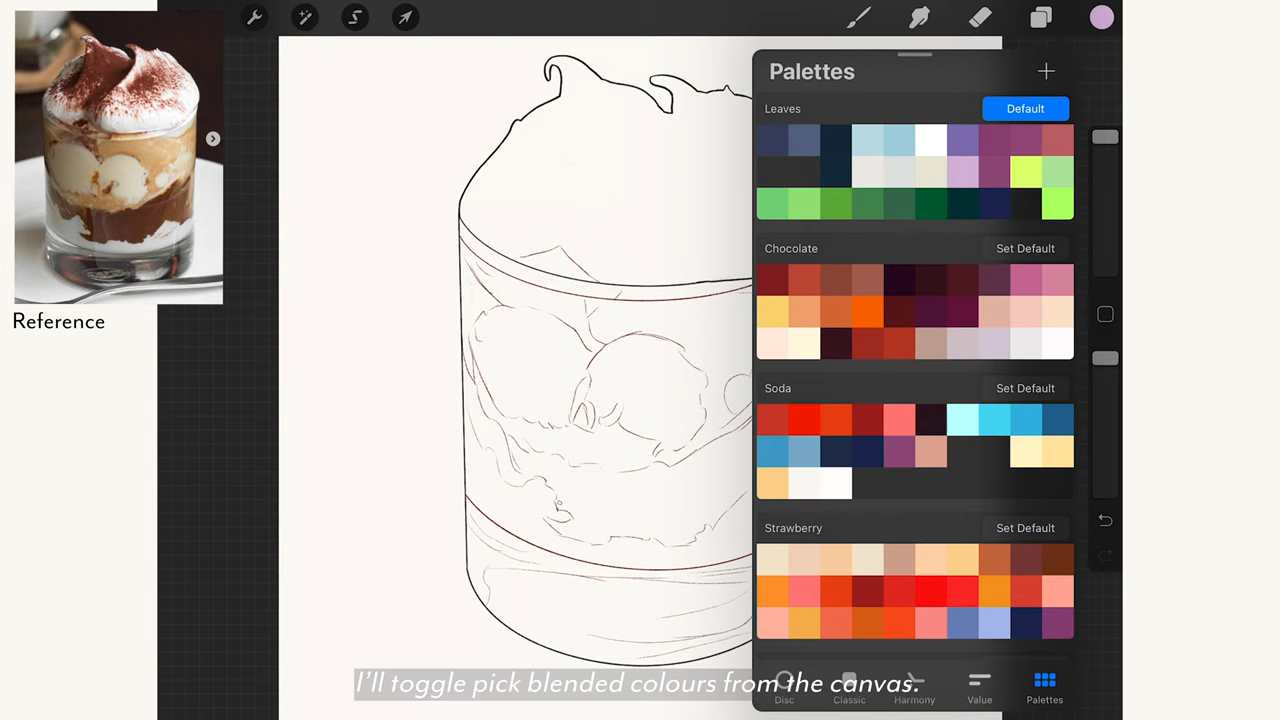 Reference
Palettes
Leaves
Default
Chocolate
Set Default
Soda
Set Default
Strawberry
Set Default
I'll toggle pick blended colours from the canvas.
Disc
Classic
Harmony
Value
Palettes